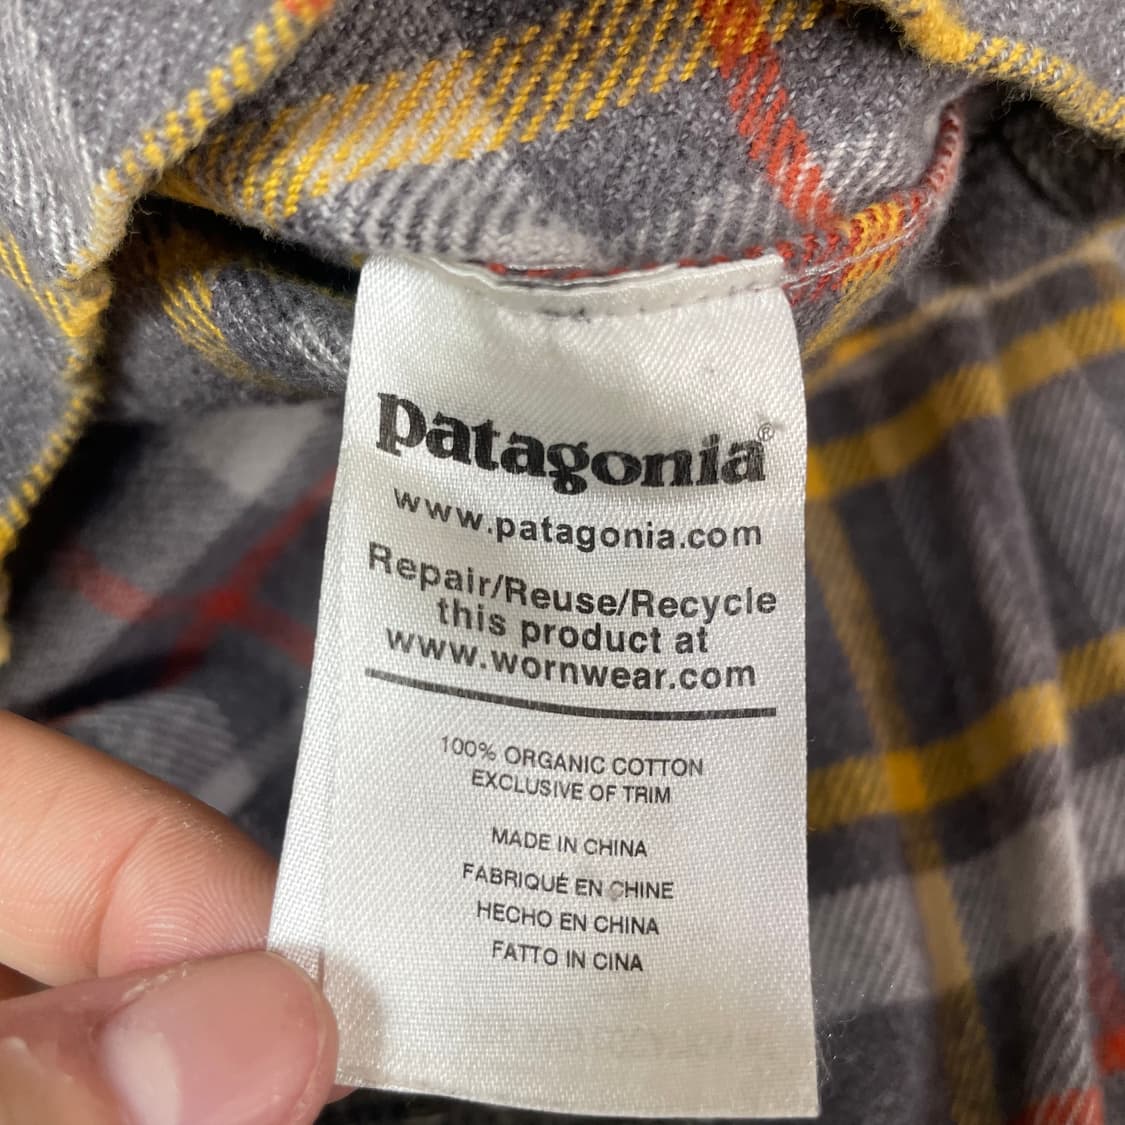 patagonia®
www.patagonia.com
Repair/Reuse/Recycle
this product at
www.wornwear.com
100% ORGANIC COTTON
EXCLUSIVE OF TRIM
MADE IN CHINA
FABRIQUÉ EN CHINE
HECHO EN CHINA
FATTO IN CINA